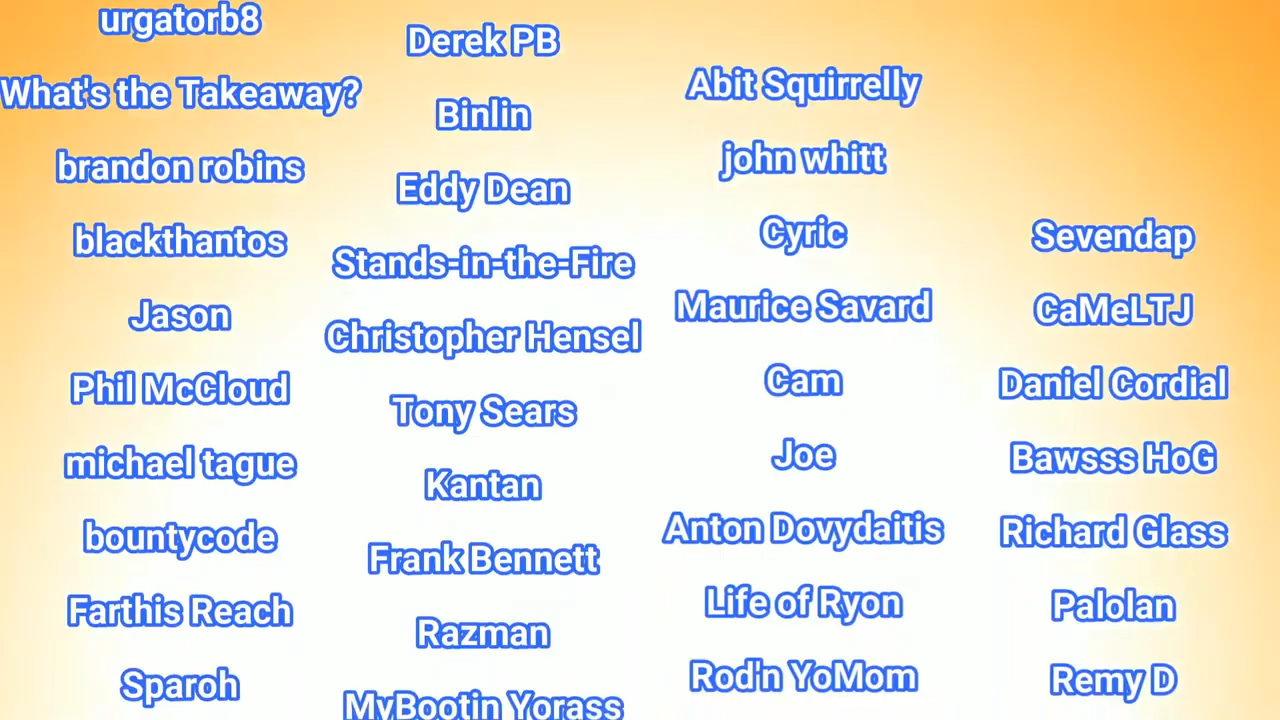 urgatorb8
What's the Takeaway?
brandon robins
blackthantos
Jason
Phil McCloud
michael tague
bountycode
Farthis Reach
Sparoh
Derek PB
Binlin
Eddy Dean
Stands-in-the-Fire
Christopher Hensel
Tony Sears
Kantan
Frank Bennett
Razman
MyBootin Yorass
Abit Squirrelly
john whitt
Cyric
Maurice Savard
Cam
Joe
Anton Dovydaitis
Life of Ryon
Rod'n YoMom
Sevendap
CaMeLTJ
Daniel Cordial
Bawsss HoG
Richard Glass
Palolan
Remy D